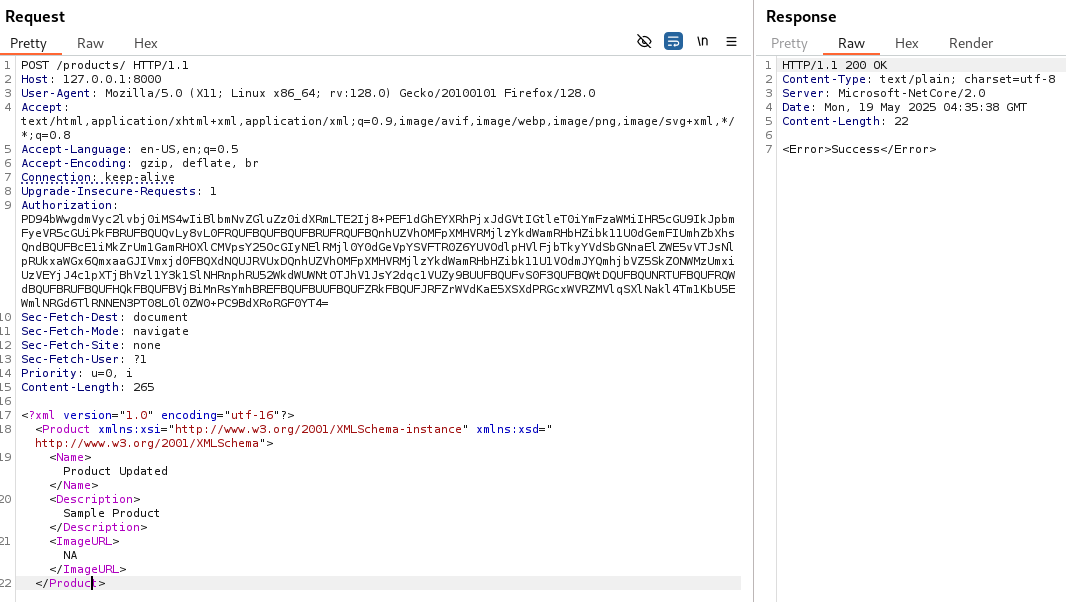 Request
Pretty Raw Hex
\n
1 POST /products/ HTTP/1.1
2 Host: 127.0.0.1:8000
3 User-Agent: Mozilla/5.0 (X11; Linux x86_64; rv:128.0) Gecko/20100101 Firefox/128.0
4 Accept:
text/html,application/xhtml+xml,application/xml;q=0.9,image/avif,image/webp,image/png,image/svg+xml,*/
*;q=0.8
5 Accept-Language: en-US,en;q=0.5
6 Accept-Encoding: gzip, deflate, br
7 Connection: keep-alive
8 Upgrade-Insecure-Requests: 1
9 Authorization:
10 Sec-Fetch-Dest: document
11 Sec-Fetch-Mode: navigate
12 Sec-Fetch-Site: none
13 Sec-Fetch-User: ?1
14 Priority: u=0, i
15 Content-Length: 265
16
17 <?xml version="1.0" encoding="utf-16"?>
18 <Product xmlns:xsi="http://www.w3.org/2001/XMLSchema-instance" xmlns:xsd="
http://www.w3.org/2001/XMLSchema">
19 <Name>
Product Updated
</Name>
20 <Description>
Sample Product
</Description>
21 <ImageURL>
NA
</ImageURL>
22 </Product>
Response
Pretty Raw Hex Render
1 HTTP/1.1 200 OK
2 Content-Type: text/plain; charset=utf-8
3 Server: Microsoft-NetCore/2.0
4 Date: Mon, 19 May 2025 04:35:38 GMT
5 Content-Length: 22
6
7 <Error>Success</Error>